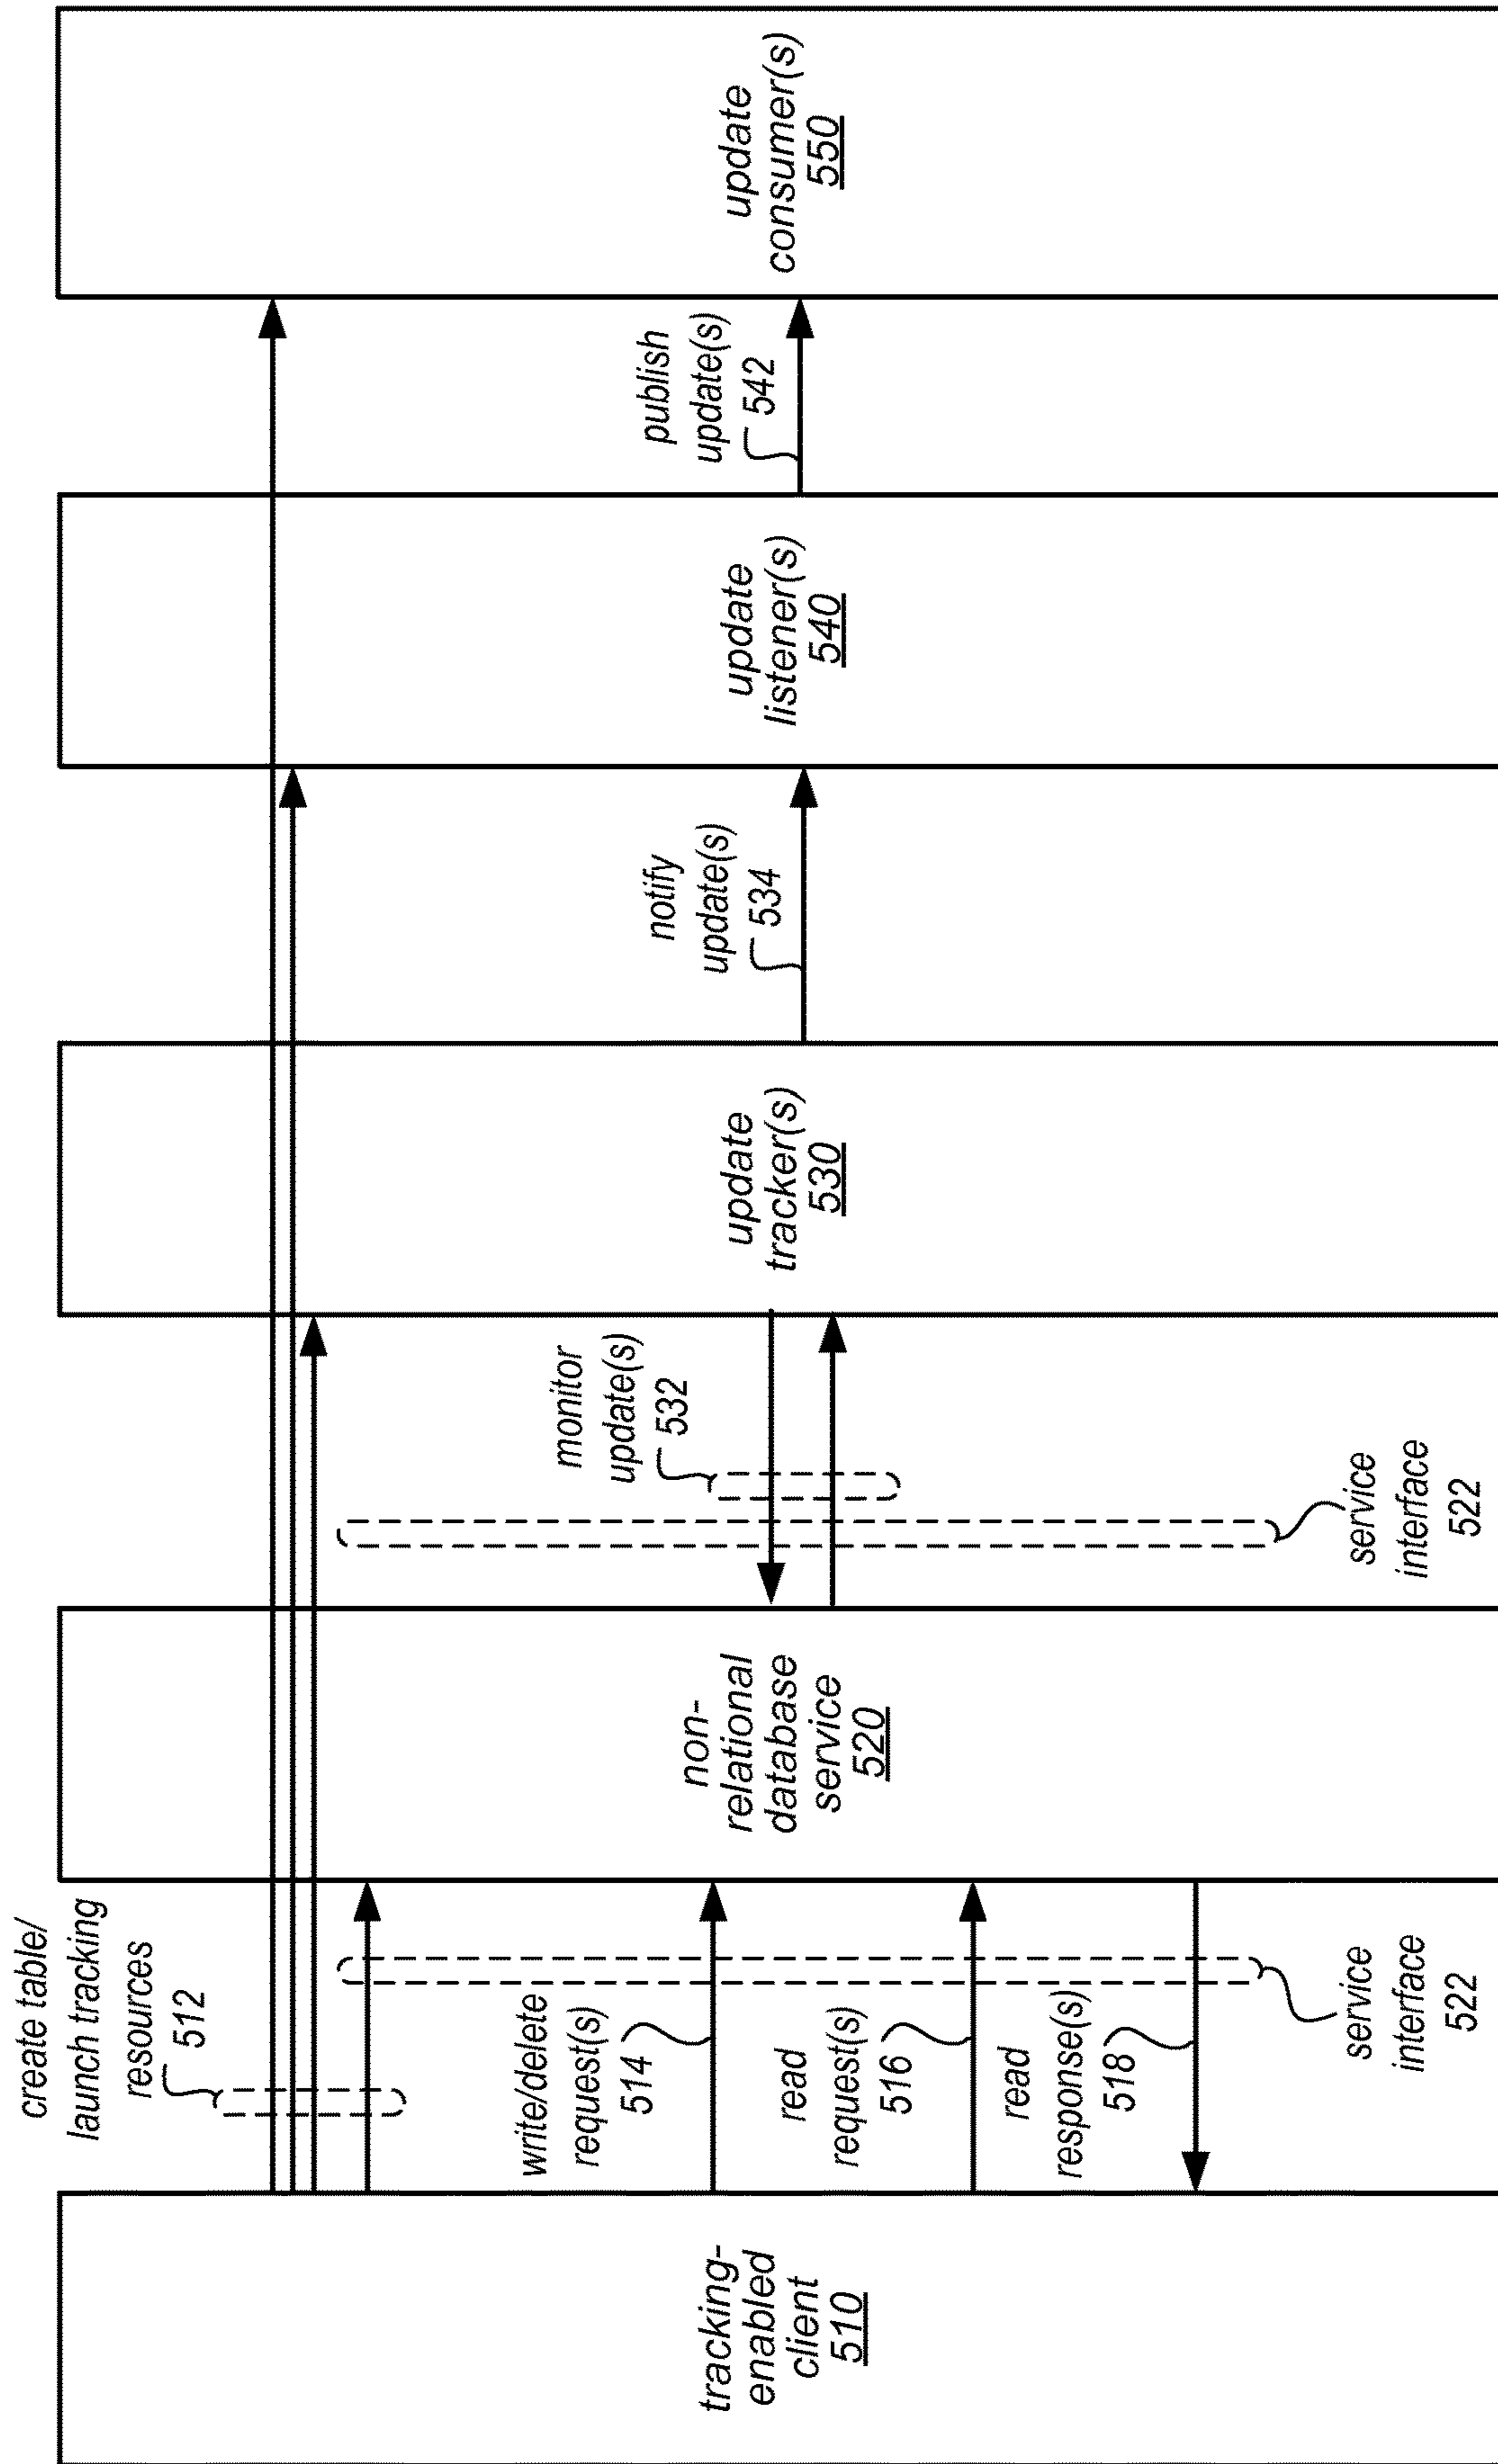 create table/
launch tracking
resources
512
tracking-
enabled
client
510
write/delete
request(s)
514
read
request(s)
516
read
response(s)
518
service
interface
522
non-
relational
database
service
520
monitor
update(s)
532
service
interface
522
update
tracker(s)
530
notify
update(s)
534
update
listener(s)
540
publish
update(s)
542
update
consumer(s)
550